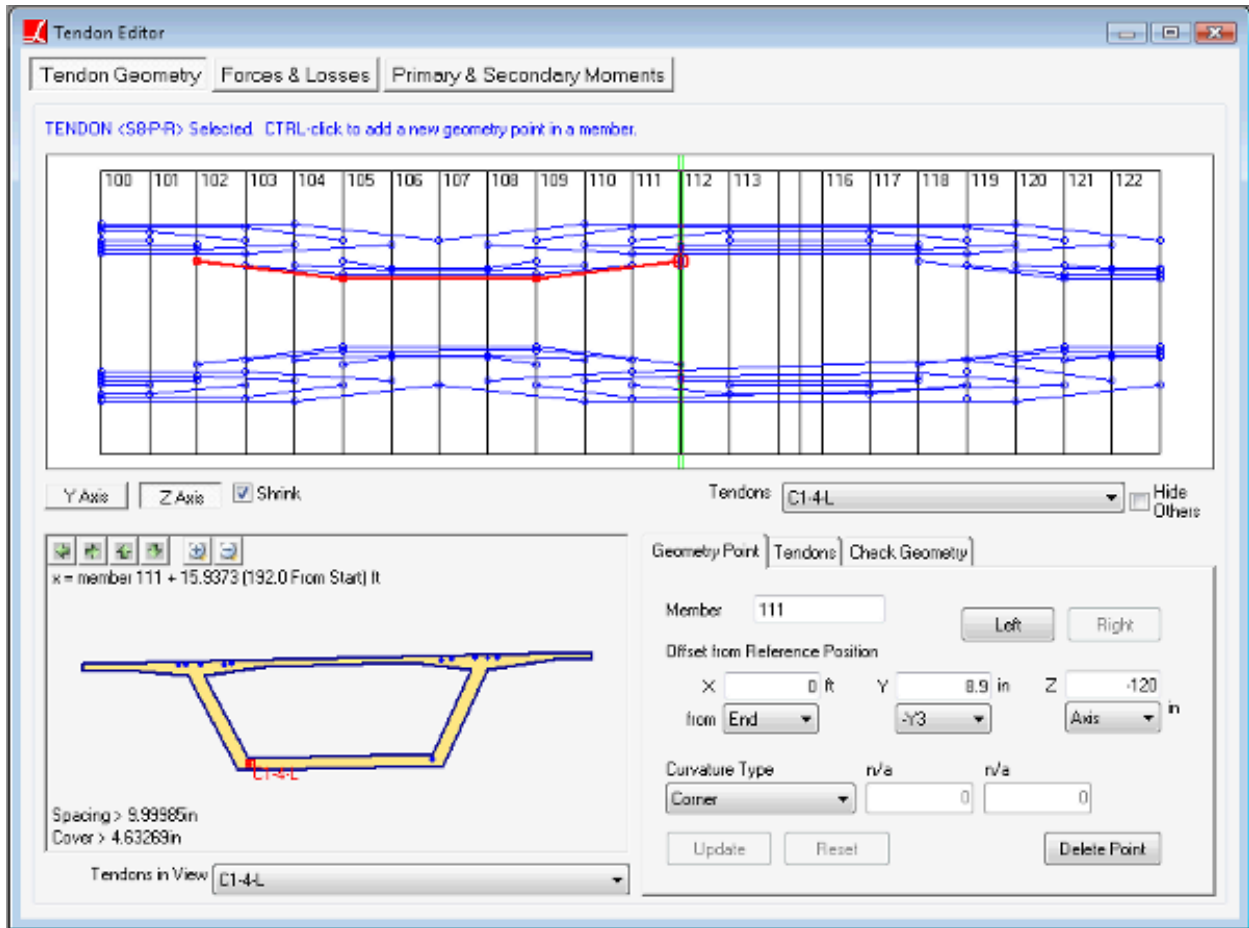 Tendon Editor
Tendon Geometry Forces & Losses Primary & Secondary Moments
TENDON <S8-P-R> Selected. CTRL-click to add a new geometry point in a member.
100 101 102 103 104 105 106 107 108 109 110 111 112 113 116 117 118 119 120 121 122
Y Axis Z Axis Shrink Tendons C1-4-L Hide Others
x = member 111 + 15.9373 (192.0 From Start) ft
C1-4-L
Spacing > 9.99985in
Cover > 4.63269in
Tendons in View C1-4-L
Geometry Point Tendons Check Geometry
Member 111 Left Right
Offset from Reference Position
X 0 ft Y 8.9 in Z -120 in
from End -Y3 Axis
Curvature Type n/a n/a
Corner 0 0
Update Reset Delete Point